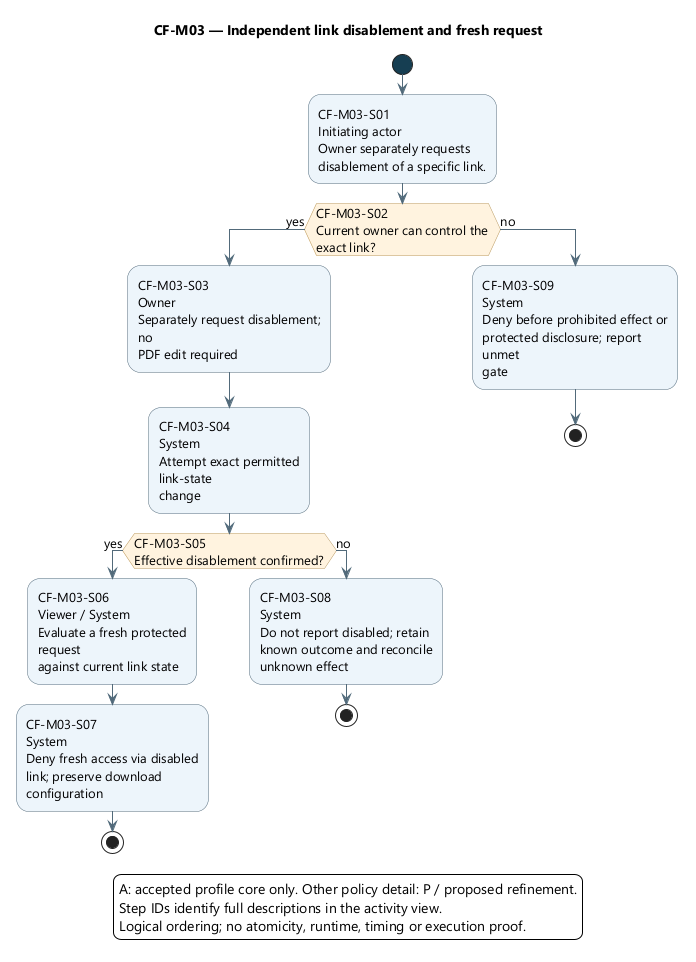 CF-M03 — Independent link disablement and fresh request
CF-M03-S01
Initiating actor
Owner separately requests
disablement of a specific link.
CF-M03-S02
Current owner can control the
exact link?
yes
no
CF-M03-S03
Owner
Separately request disablement;
no
PDF edit required
CF-M03-S09
System
Deny before prohibited effect or
protected disclosure; report
unmet
gate
CF-M03-S04
System
Attempt exact permitted
link-state
change
CF-M03-S05
Effective disablement confirmed?
yes
no
CF-M03-S06
Viewer / System
Evaluate a fresh protected
request
against current link state
CF-M03-S08
System
Do not report disabled; retain
known outcome and reconcile
unknown effect
CF-M03-S07
System
Deny fresh access via disabled
link; preserve download
configuration
A: accepted profile core only. Other policy detail: P / proposed refinement.
Step IDs identify full descriptions in the activity view.
Logical ordering; no atomicity, runtime, timing or execution proof.